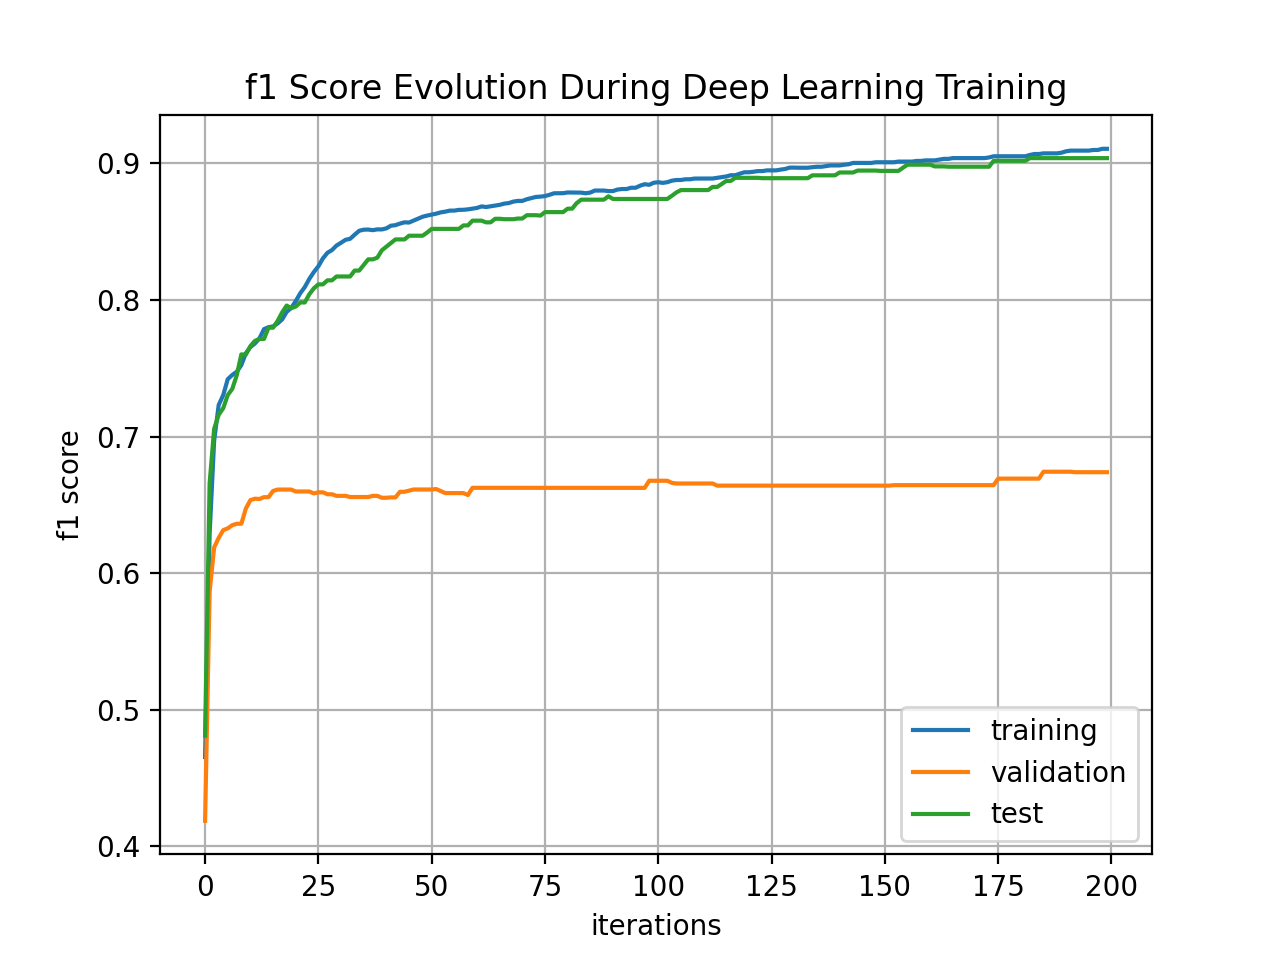 f1 Score Evolution During Deep Learning Training
f1 score
0.9
0.8
0.7
0.6
0.5
0.4
training
validation
test
0 25 50 75 100 125 150 175 200
iterations